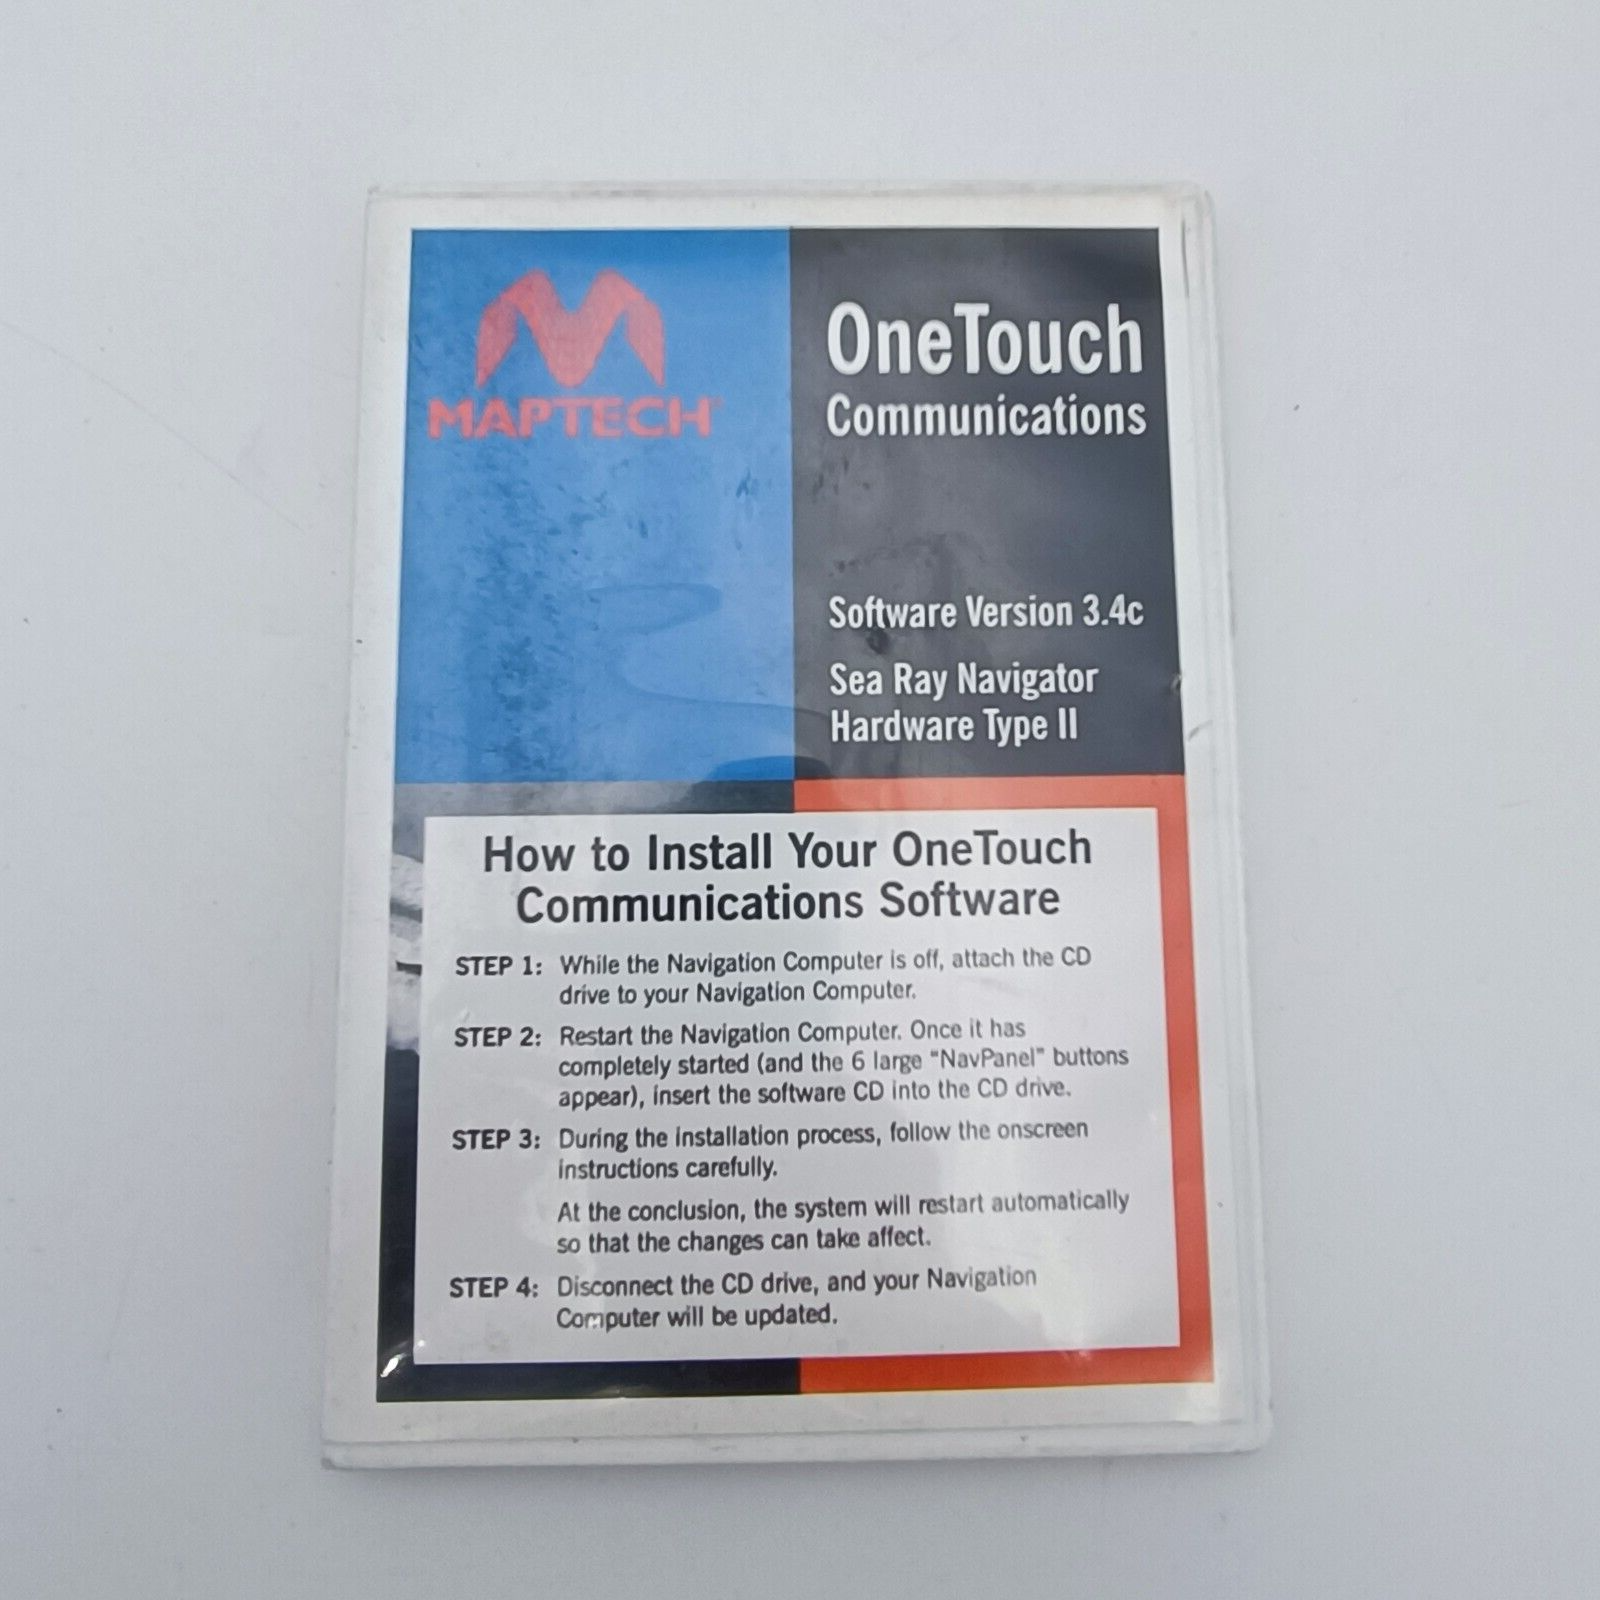 MAPTECH
OneTouch
Communications
Software Version 3.4c
Sea Ray Navigator
Hardware Type II
How to Install Your OneTouch
Communications Software
STEP 1: While the Navigation Computer is off, attach the CD
drive to your Navigation Computer.
STEP 2: Restart the Navigation Computer. Once it has
completely started (and the 6 large "NavPanel" buttons
appear), insert the software CD into the CD drive.
STEP 3: During the installation process, follow the onscreen
instructions carefully.
At the conclusion, the system will restart automatically
so that the changes can take affect.
STEP 4: Disconnect the CD drive, and your Navigation
Computer will be updated.